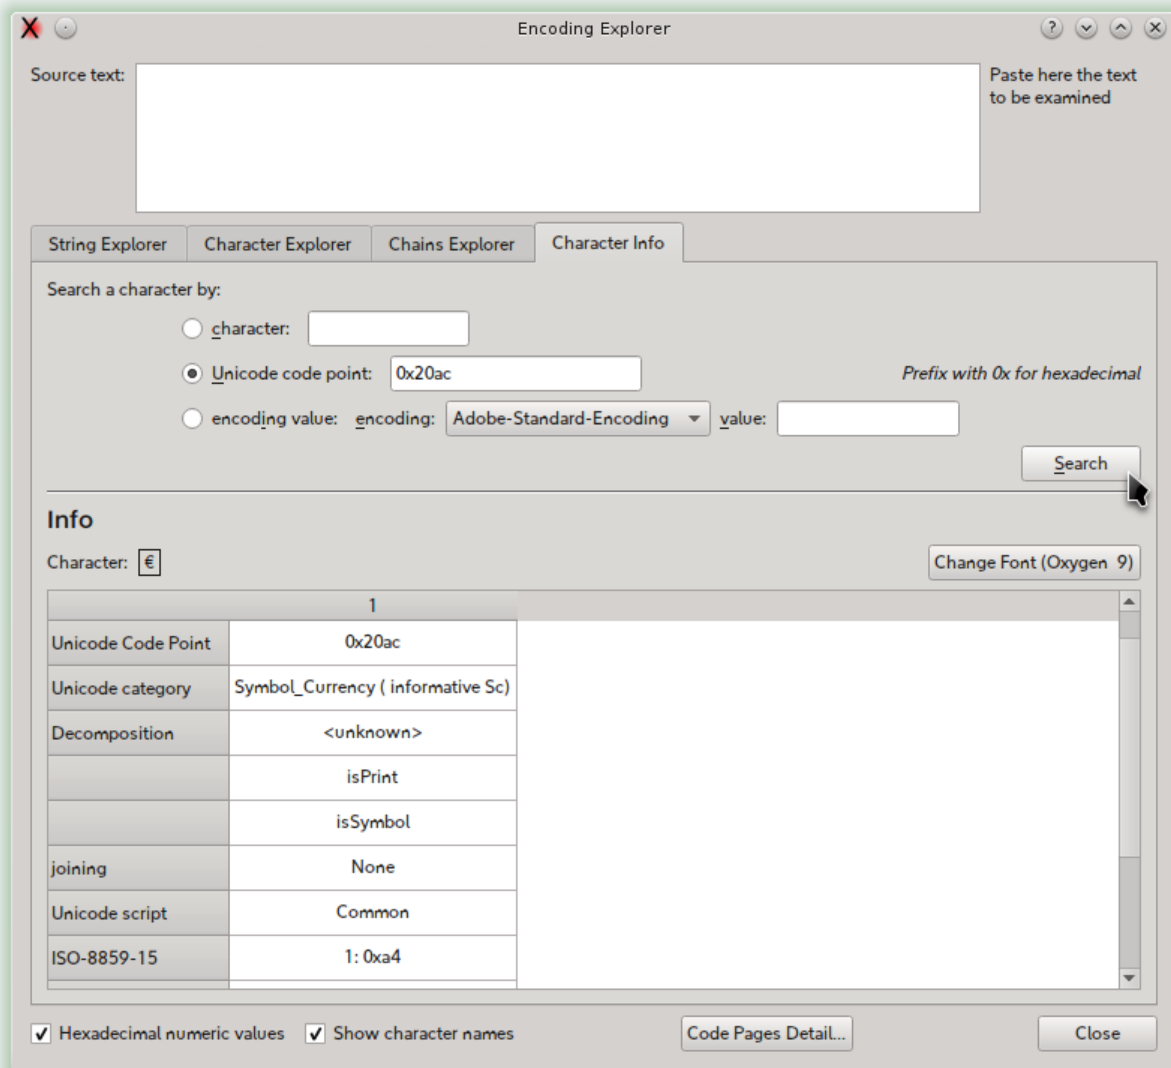 Encoding Explorer
Source text:
Paste here the text
to be examined
String Explorer
Character Explorer
Chains Explorer
Character Info
Search a character by:
character:
Unicode code point: 0x20ac
Prefix with 0x for hexadecimal
encoding value: encoding: Adobe-Standard-Encoding value:
Search
Info
Character: €
Change Font (Oxygen 9)
1
Unicode Code Point 0x20ac
Unicode category Symbol_Currency ( informative Sc)
Decomposition <unknown>
isPrint
isSymbol
joining None
Unicode script Common
ISO-8859-15 1: 0xa4
Hexadecimal numeric values
Show character names
Code Pages Detail...
Close